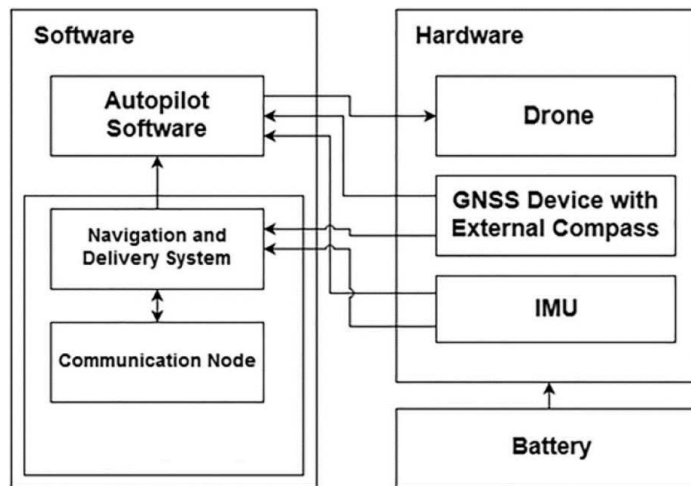 Software
Autopilot
Software
Navigation and
Delivery System
Communication Node
Hardware
Drone
GNSS Device with
External Compass
IMU
Battery